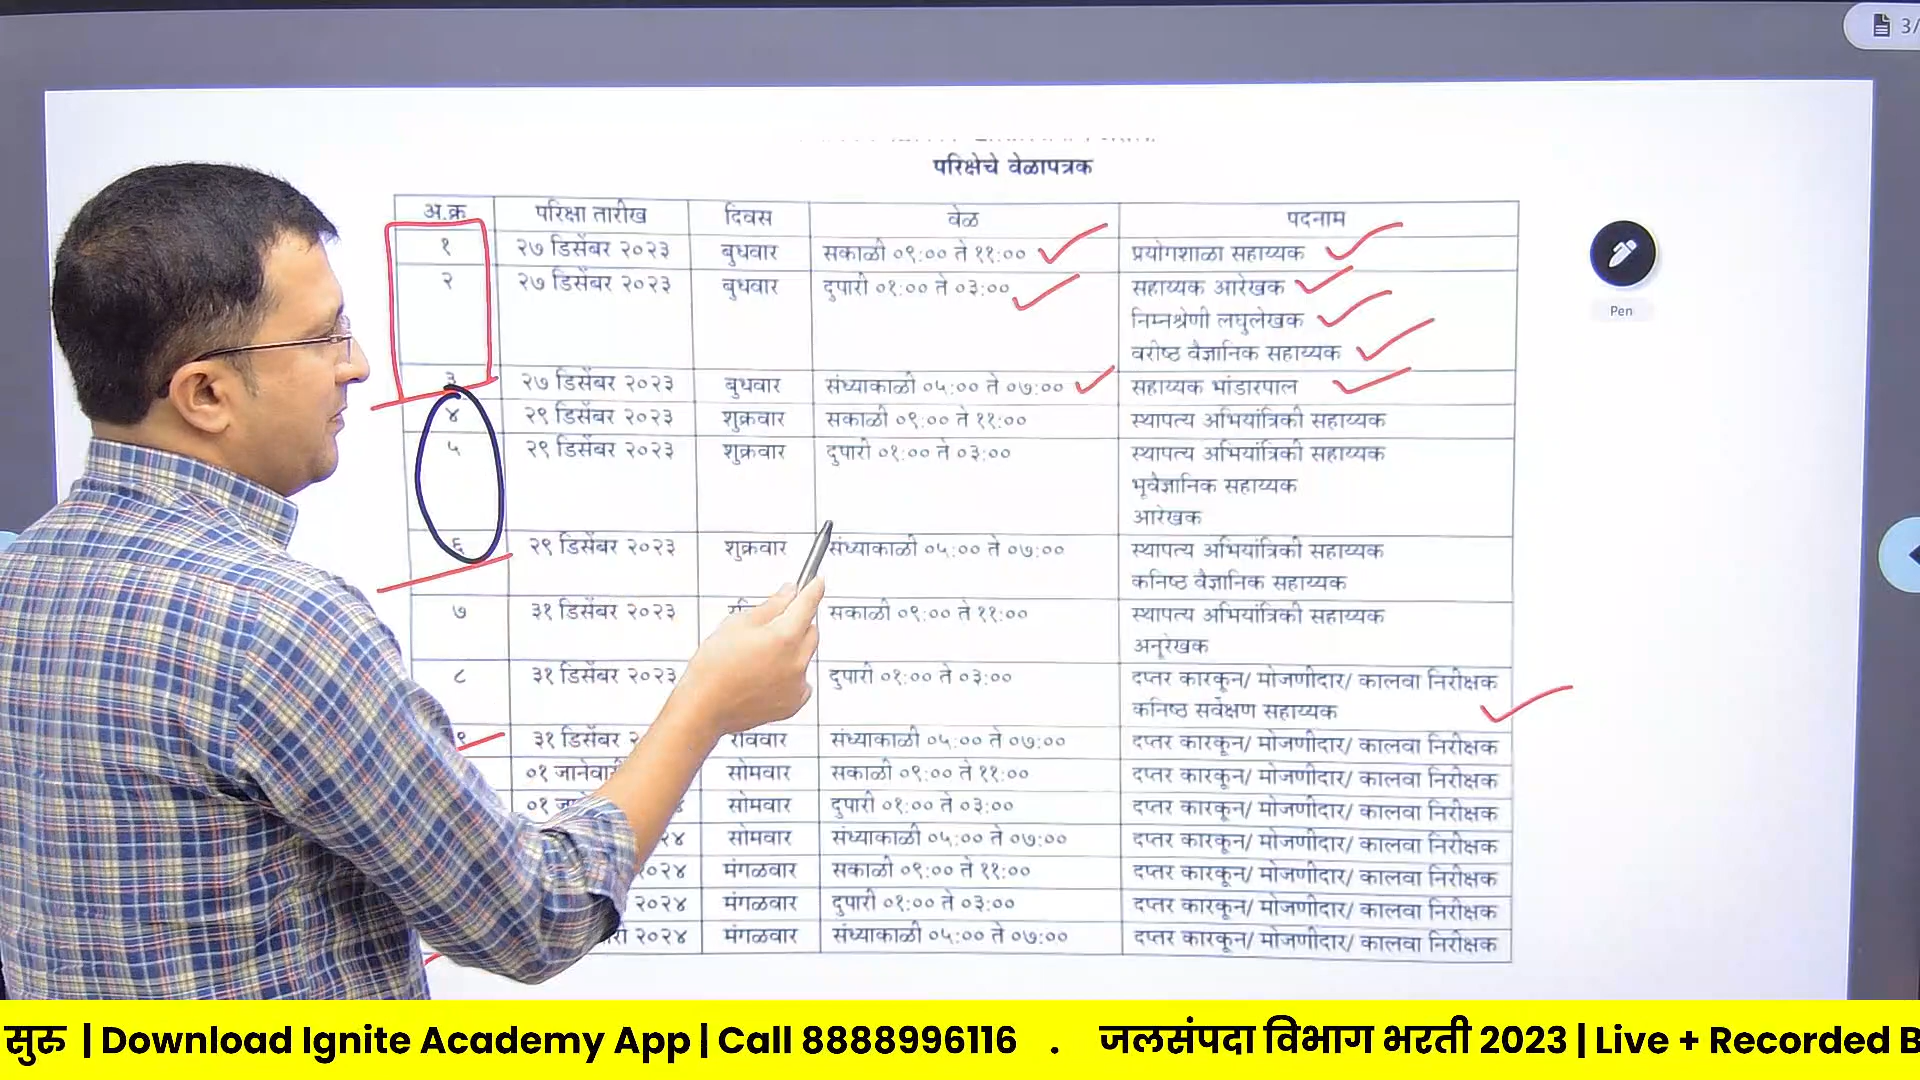 3/
परिक्षेचे वेळापत्रक
अ.क्र परिक्षा तारीख दिवस वेळ पदनाम
१ २७ डिसेंबर २०२३ बुधवार सकाळी ०९:०० ते ११:०० प्रयोगशाळा सहाय्यक
२ २७ डिसेंबर २०२३ बुधवार दुपारी ०१:०० ते ०३:०० सहाय्यक आरेखक
निम्नश्रेणी लघुलेखक
वरीष्ठ वैज्ञानिक सहाय्यक
३ २७ डिसेंबर २०२३ बुधवार संध्याकाळी ०५:०० ते ०७:०० सहाय्यक भांडारपाल
४ २९ डिसेंबर २०२३ शुक्रवार सकाळी ०९:०० ते ११:०० स्थापत्य अभियांत्रिकी सहाय्यक
५ २९ डिसेंबर २०२३ शुक्रवार दुपारी ०१:०० ते ०३:०० स्थापत्य अभियांत्रिकी सहाय्यक
भूवैज्ञानिक सहाय्यक
आरेखक
६ २९ डिसेंबर २०२३ शुक्रवार संध्याकाळी ०५:०० ते ०७:०० स्थापत्य अभियांत्रिकी सहाय्यक
कनिष्ठ वैज्ञानिक सहाय्यक
७ ३१ डिसेंबर २०२३ सकाळी ०९:०० ते ११:०० स्थापत्य अभियांत्रिकी सहाय्यक
अनूरेखक
८ ३१ डिसेंबर २०२३ दुपारी ०१:०० ते ०३:०० दप्तर कारकून/ मोजणीदार/ कालवा निरीक्षक
कनिष्ठ सर्वेक्षण सहाय्यक
९ ३१ डिसेंबर रविवार संध्याकाळी ०५:०० ते ०७:०० दप्तर कारकून/ मोजणीदार/ कालवा निरीक्षक
०१ जानेवारी सोमवार सकाळी ०९:०० ते ११:०० दप्तर कारकून/ मोजणीदार/ कालवा निरीक्षक
०१ सोमवार दुपारी ०१:०० ते ०३:०० दप्तर कारकून/ मोजणीदार/ कालवा निरीक्षक
२४ सोमवार संध्याकाळी ०५:०० ते ०७:०० दप्तर कारकून/ मोजणीदार/ कालवा निरीक्षक
२०२४ मंगळवार सकाळी ०९:०० ते ११:०० दप्तर कारकून/ मोजणीदार/ कालवा निरीक्षक
२०२४ मंगळवार दुपारी ०१:०० ते ०३:०० दप्तर कारकून/ मोजणीदार/ कालवा निरीक्षक
२०२४ मंगळवार संध्याकाळी ०५:०० ते ०७:०० दप्तर कारकून/ मोजणीदार/ कालवा निरीक्षक
Pen
सुरु | Download Ignite Academy App | Call 8888996116 . जलसंपदा विभाग भरती 2023 | Live + Recorded B